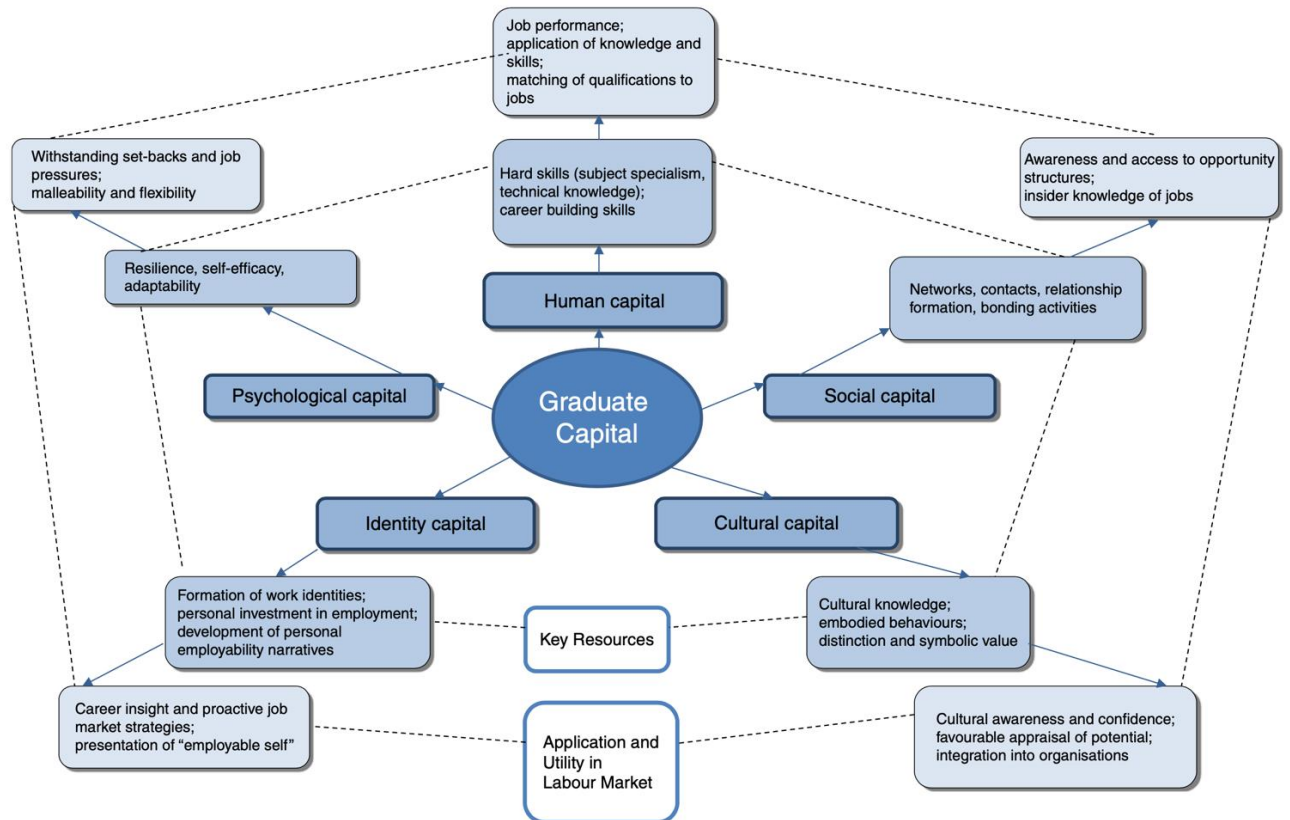 Job performance;
application of knowledge and
skills;
matching of qualifications to
jobs
Withstanding set-backs and job
pressures;
malleability and flexibility
Hard skills (subject specialism,
technical knowledge);
career building skills
Awareness and access to opportunity
structures;
insider knowledge of jobs
Resilience, self-efficacy,
adaptability
Human capital
Networks, contacts, relationship
formation, bonding activities
Psychological capital
Graduate
Capital
Social capital
Identity capital
Cultural capital
Formation of work identities;
personal investment in employment;
development of personal
employability narratives
Key Resources
Cultural knowledge;
embodied behaviours;
distinction and symbolic value
Career insight and proactive job
market strategies;
presentation of “employable self”
Application and
Utility in
Labour Market
Cultural awareness and confidence;
favourable appraisal of potential;
integration into organisations